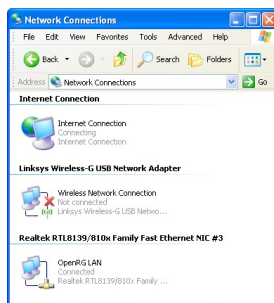 Network Connections
File Edit View Favorites Tools Advanced Help
Back Search Folders
Address Network Connections Go
Internet Connection
Internet Connection
Connecting
Internet Connection
Linksys Wireless-G USB Network Adapter
Wireless Network Connection
Not connected
Linksys Wireless-G USB Netwo...
Realtek RTL8139/810x Family Fast Ethernet NIC #3
OpenRG LAN
Connected
Realtek RTL8139/810x Family ...